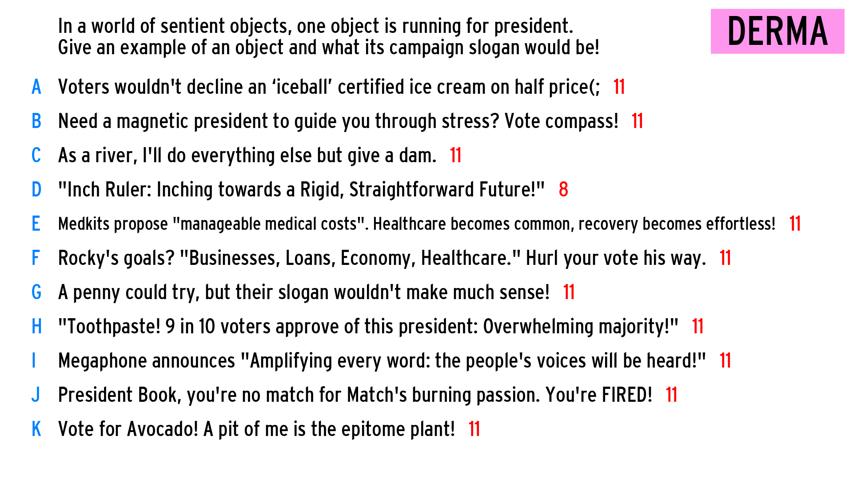 In a world of sentient objects, one object is running for president.
Give an example of an object and what its campaign slogan would be!
DERMA
A Voters wouldn't decline an ‘iceball’ certified ice cream on half price(; 11
B Need a magnetic president to guide you through stress? Vote compass! 11
C As a river, I'll do everything else but give a dam. 11
D "Inch Ruler: Inching towards a Rigid, Straightforward Future!" 8
E Medkits propose "manageable medical costs". Healthcare becomes common, recovery becomes effortless! 11
F Rocky's goals? "Businesses, Loans, Economy, Healthcare." Hurl your vote his way. 11
G A penny could try, but their slogan wouldn't make much sense! 11
H "Toothpaste! 9 in 10 voters approve of this president: Overwhelming majority!" 11
I Megaphone announces "Amplifying every word: the people's voices will be heard!" 11
J President Book, you're no match for Match's burning passion. You're FIRED! 11
K Vote for Avocado! A pit of me is the epitome plant! 11